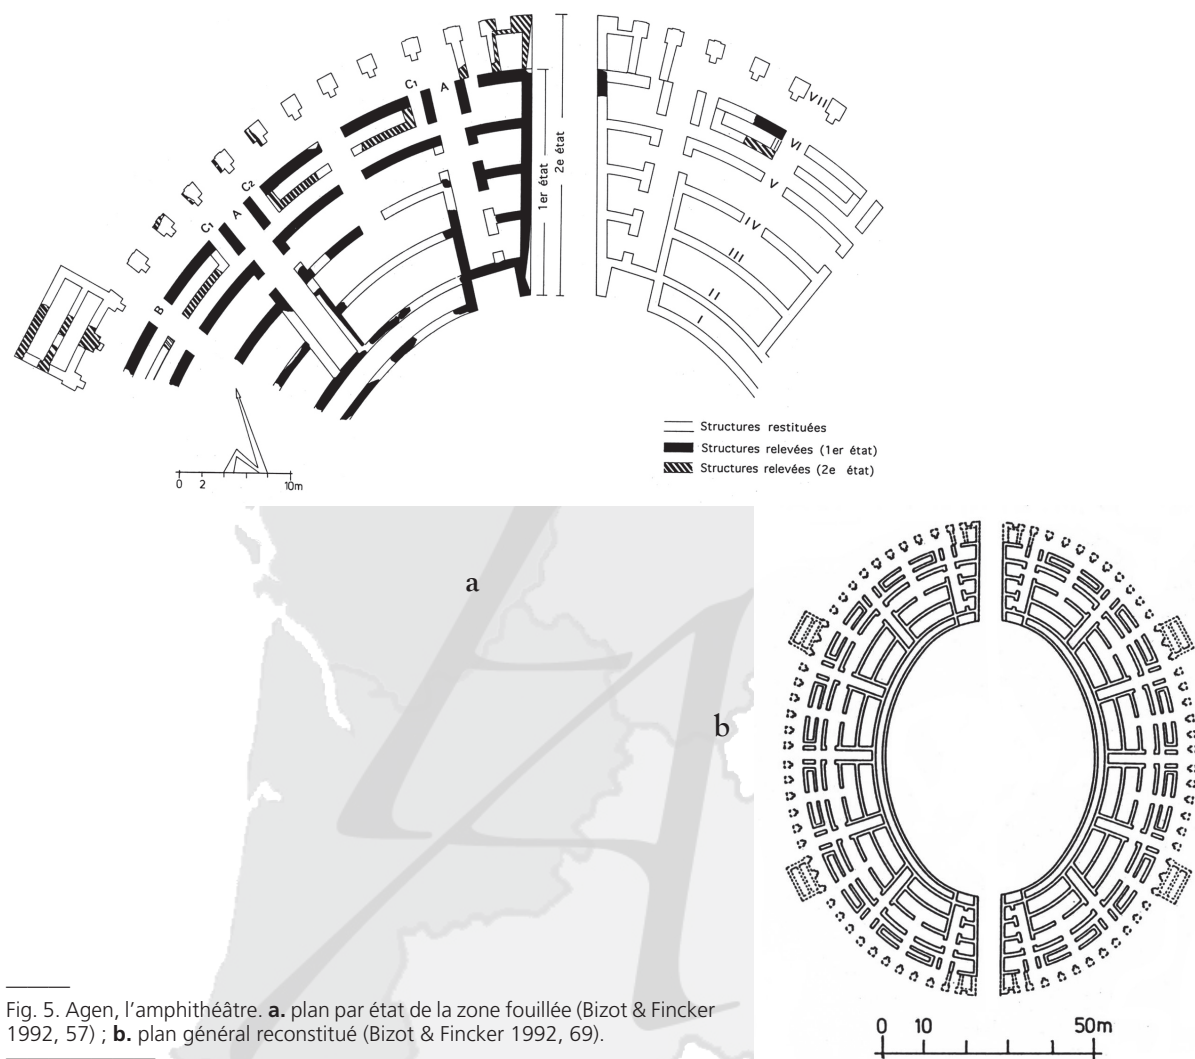 C1
A
VII
1er état
2e état
VI
C2
V
C1
A
IV
III
B
II
I
Structures restituées
Structures relevées (1er état)
Structures relevées (2e état)
0 2 10m
a
b
Fig. 5. Agen, l’amphithéâtre. a. plan par état de la zone fouillée (Bizot & Fincker
1992, 57) ; b. plan général reconstitué (Bizot & Fincker 1992, 69).
0 10 50m